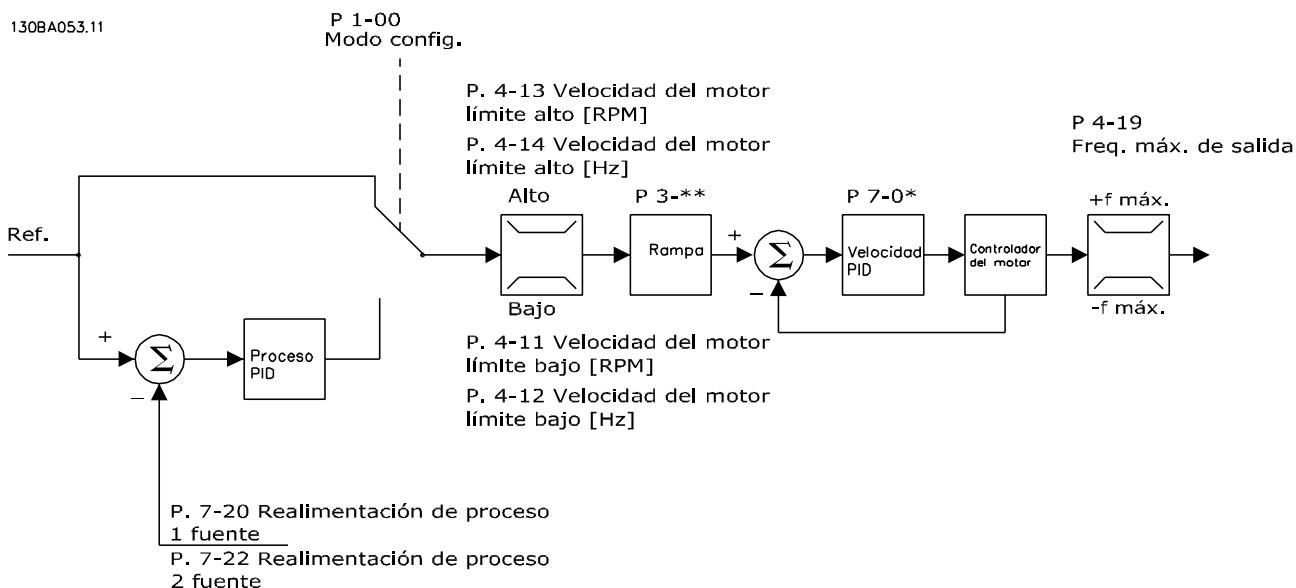 130BA053.11
P 1-00
Modo config.
P. 4-13 Velocidad del motor
límite alto [RPM]
P. 4-14 Velocidad del motor
límite alto [Hz]
P 4-19
Freq. máx. de salida
Alto
P 3-**
P 7-0*
+f máx.
Ref.
+
Σ
Rampa
Velocidad
PID
Controlador
del motor
−
Bajo
-f máx.
+
Σ
Proceso
PID
−
P. 4-11 Velocidad del motor
límite bajo [RPM]
P. 4-12 Velocidad del motor
límite bajo [Hz]
P. 7-20 Realimentación de proceso
1 fuente
P. 7-22 Realimentación de proceso
2 fuente